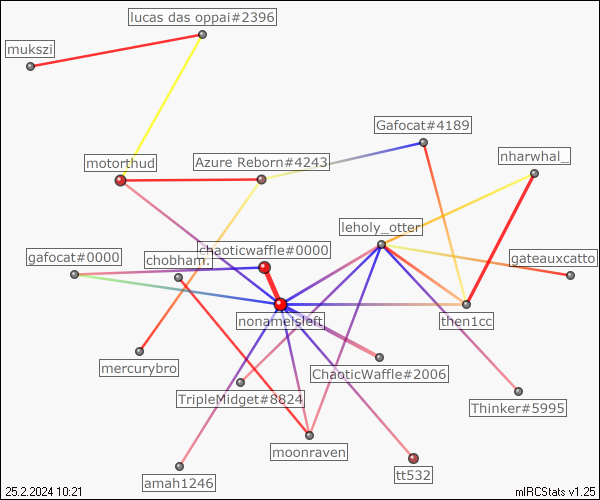 lucas das oppai#2396
mukszi
Gafocat#4189
nharwhal_
motorthud
Azure Reborn#4243
leholy_otter
gafocat#0000
chobham.
chaoticwaffle#0000
gateauxcatto
nonameisleft
then1cc
mercurybro
ChaoticWaffle#2006
TripleMidget#8824
Thinker#5995
moonraven
amah1246
tt532
25.2.2024 10:21
mIRCStats v1.25